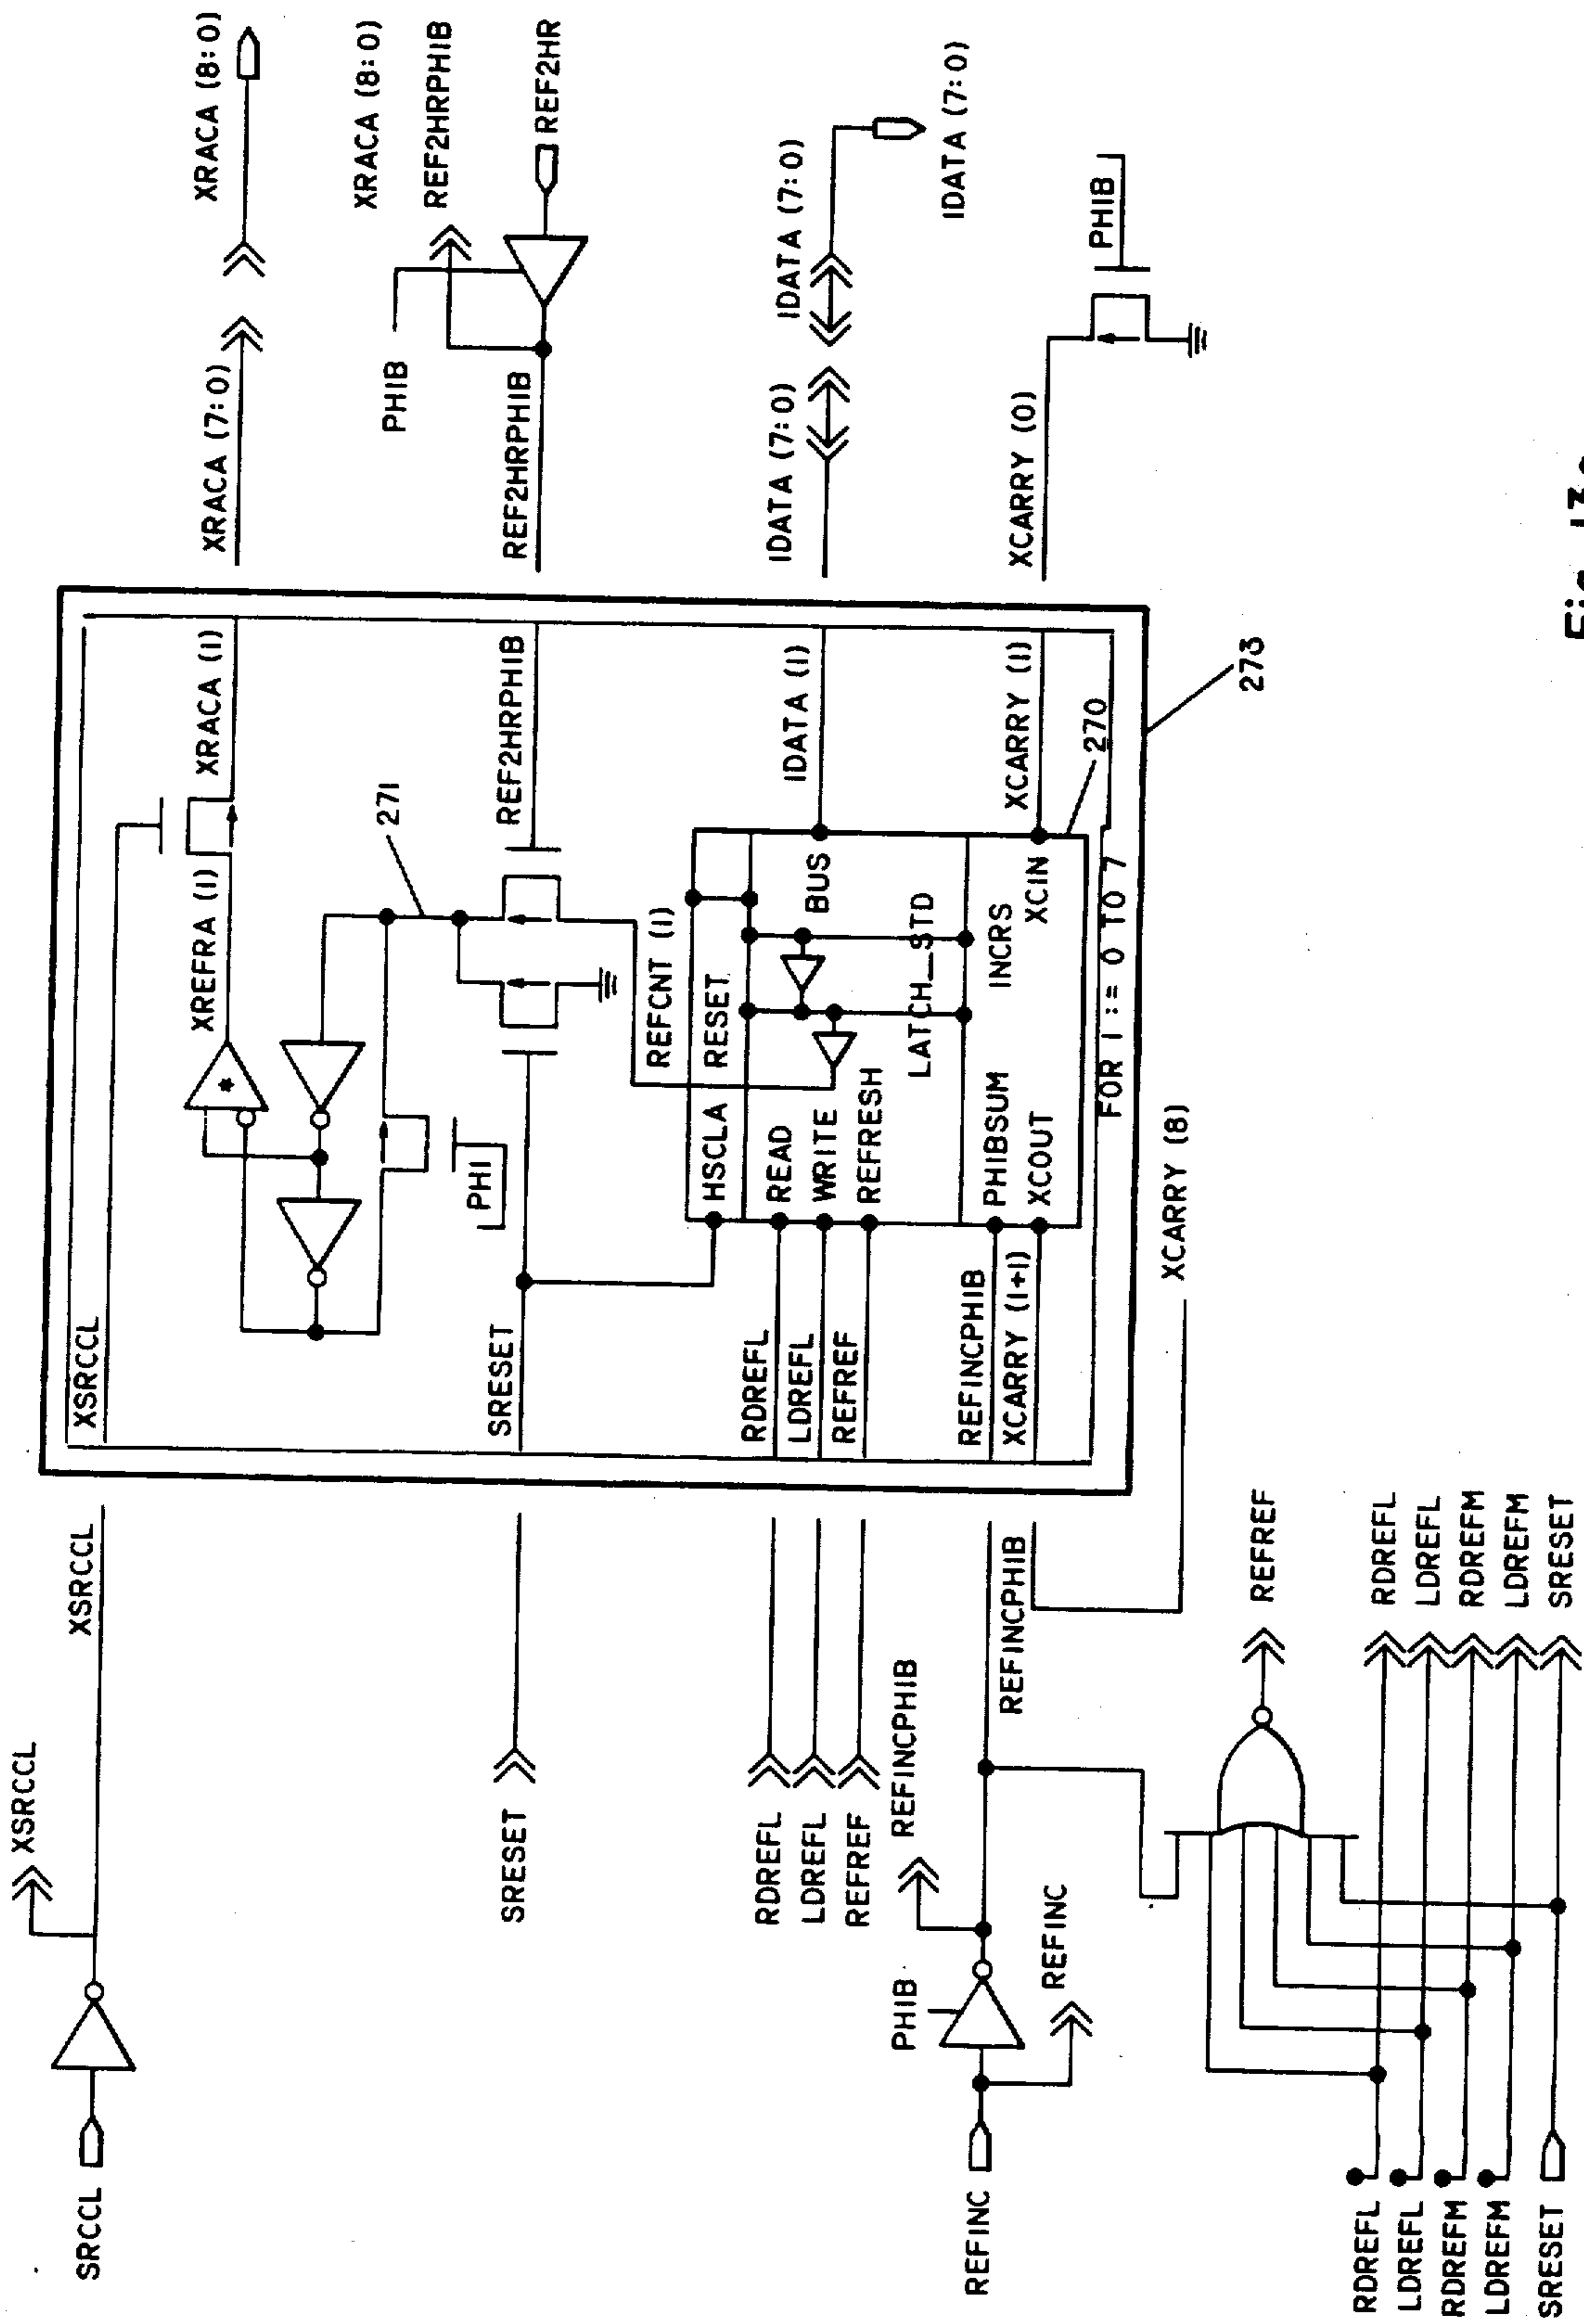 XSRCCL
SRCCL
XSRCCL
XSRCCL
XREFRA (I)
XRACA (I)
XRACA (7:0)
XRACA (8:0)
XRACA (8:0)
271
PHI
PHIB
REF2HRPHIB
SRESET
SRESET
REF2HRPHIB
REF2HRPHIB
REF2HR
REFCNT (I)
HSCLA
RESET
RDREFL
LDREFL
REFREF
RDREFL
LDREFL
REFREF
READ
WRITE
REFRESH
BUS
LATCH_STD
IDATA (I)
IDATA (7:0)
IDATA (7:0)
IDATA (7:0)
REFINCPHIB
PHIB
REFINC
REFINC
REFINCPHIB
REFINCPHIB
XCARRY (I+I)
PHIBSUM
XCOUT
INCRS
XCIN
XCARRY (I)
XCARRY (0)
PHIB
270
FOR I := 0 TO 7
XCARRY (8)
273
REFREF
RDREFL
LDREFL
RDREFM
LDREFM
SRESET
RDREFL
LDREFL
RDREFM
LDREFM
SRESET